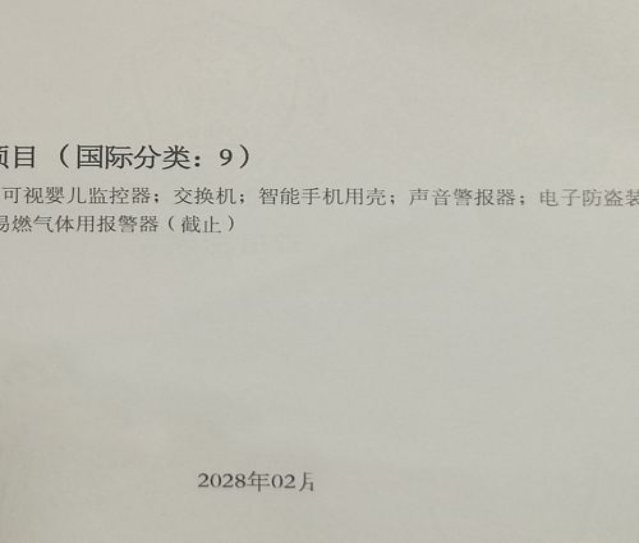 项目（国际分类：9）
可视婴儿监控器；交换机；智能手机用壳；声音警报器；电子防盗装
易燃气体用报警器（截止）
2028年02月